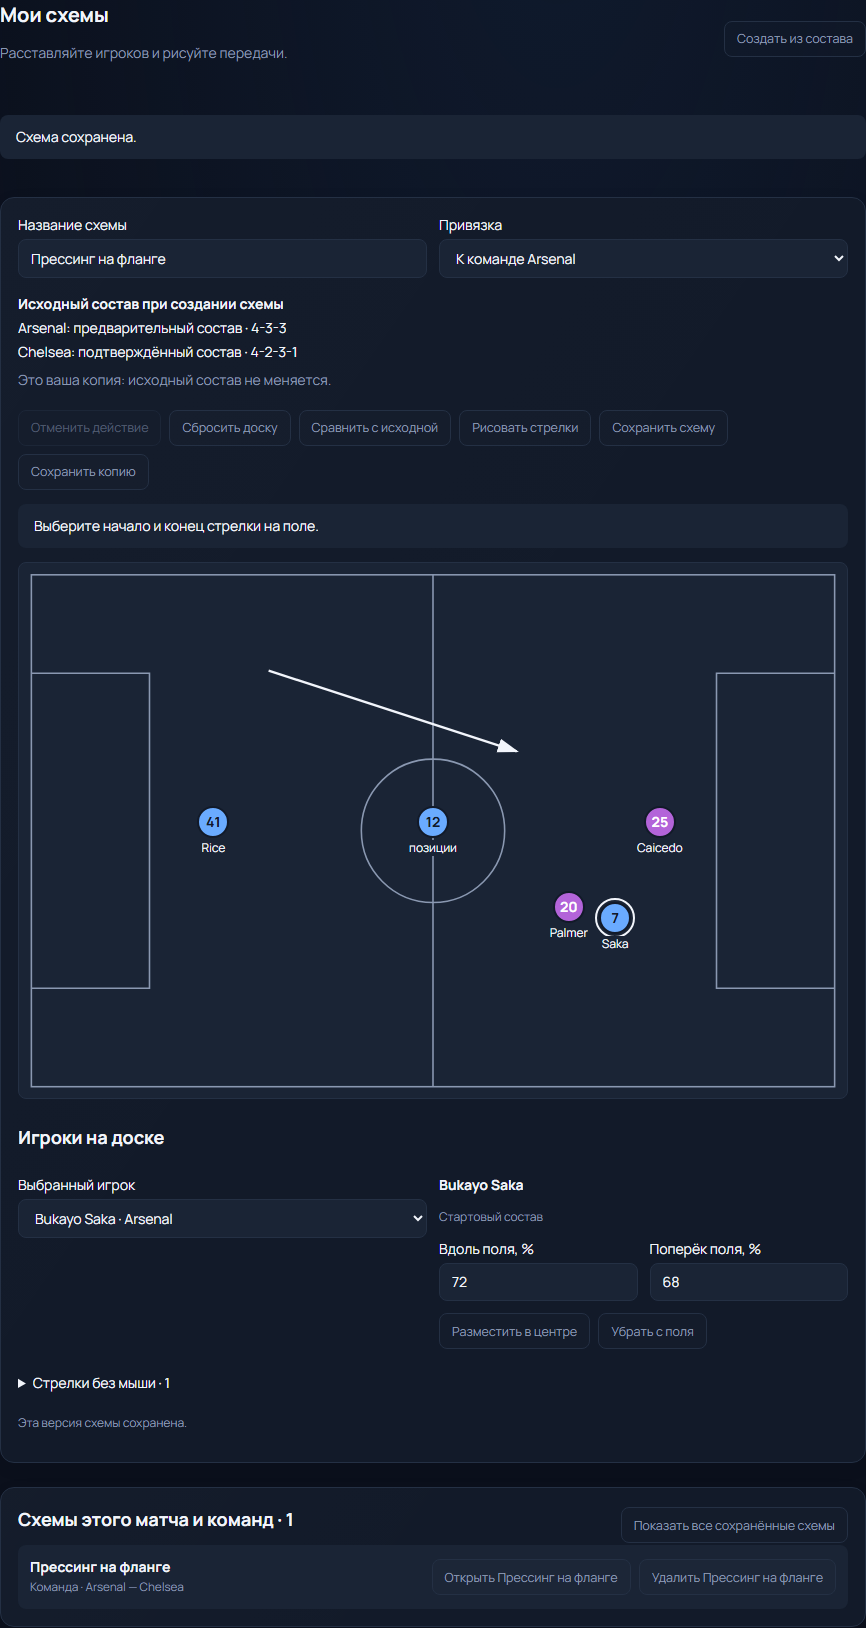 Мои схемы
Расставляйте игроков и рисуйте передачи.
Создать из состава
Схема сохранена.
Название схемы
Привязка
Прессинг на фланге
К команде Arsenal
Исходный состав при создании схемы
Arsenal: предварительный состав · 4-3-3
Chelsea: подтверждённый состав · 4-2-3-1
Это ваша копия: исходный состав не меняется.
Отменить действие
Сбросить доску
Сравнить с исходной
Рисовать стрелки
Сохранить схему
Сохранить копию
Выберите начало и конец стрелки на поле.
41
Rice
12
позиции
25
Caicedo
20
Palmer
7
Saka
Игроки на доске
Выбранный игрок
Bukayo Saka · Arsenal
Bukayo Saka
Стартовый состав
Вдоль поля, %
Поперёк поля, %
72
68
Разместить в центре
Убрать с поля
Стрелки без мыши · 1
Эта версия схемы сохранена.
Схемы этого матча и команд · 1
Показать все сохранённые схемы
Прессинг на фланге
Команда · Arsenal — Chelsea
Открыть Прессинг на фланге
Удалить Прессинг на фланге